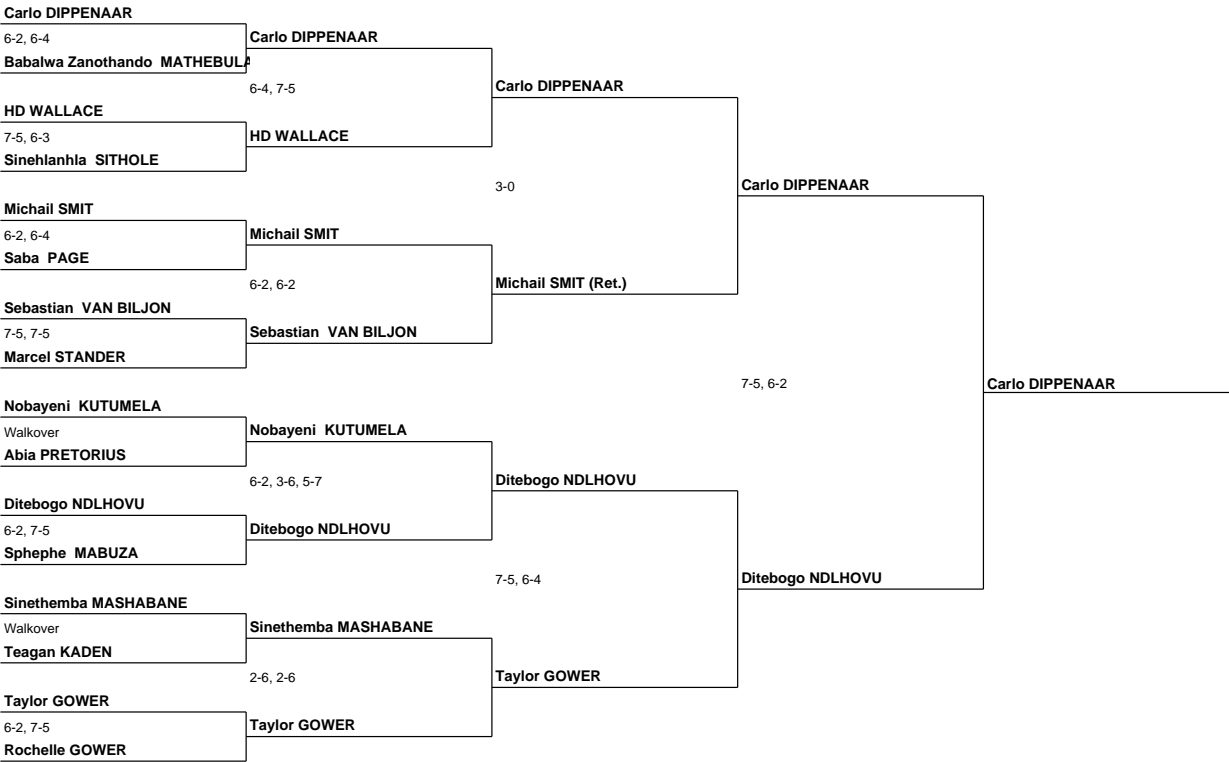 Carlo DIPPENAAR
6-2, 6-4
Babalwa Zanothando MATHEBULA
HD WALLACE
7-5, 6-3
Sinehlanhla SITHOLE
Michail SMIT
6-2, 6-4
Saba PAGE
Sebastian VAN BILJON
7-5, 7-5
Marcel STANDER
Nobayeni KUTUMELA
Walkover
Abia PRETORIUS
Ditebogo NDLHOVU
6-2, 7-5
Sphephe MABUZA
Sinethemba MASHABANE
Walkover
Teagan KADEN
Taylor GOWER
6-2, 7-5
Rochelle GOWER
Carlo DIPPENAAR
6-4, 7-5
HD WALLACE
Michail SMIT
6-2, 6-2
Sebastian VAN BILJON
Nobayeni KUTUMELA
6-2, 3-6, 5-7
Ditebogo NDLHOVU
Sinethemba MASHABANE
2-6, 2-6
Taylor GOWER
Carlo DIPPENAAR
3-0
Michail SMIT (Ret.)
Ditebogo NDLHOVU
7-5, 6-4
Taylor GOWER
Carlo DIPPENAAR
7-5, 6-2
Ditebogo NDLHOVU
Carlo DIPPENAAR